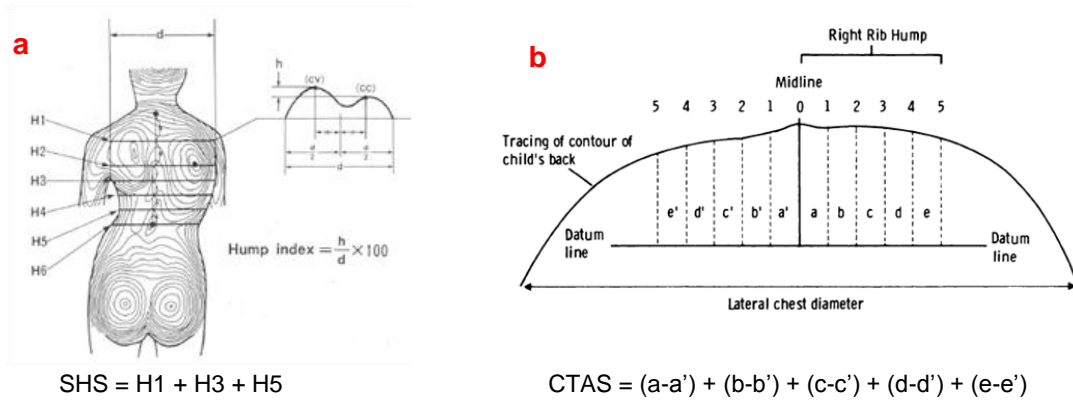 a
d
h
(cv)
(cc)
H1
H2
H3
H4
H5
H6
d/2
d/2
d
Hump index = h/d ×100
SHS = H1 + H3 + H5
b
Right Rib Hump
Midline
5 4 3 2 1 0 1 2 3 4 5
Tracing of contour of child's back
e' d' c' b' a' a b c d e
Datum line
Datum line
Lateral chest diameter
CTAS = (a-a’) + (b-b’) + (c-c’) + (d-d’) + (e-e’)